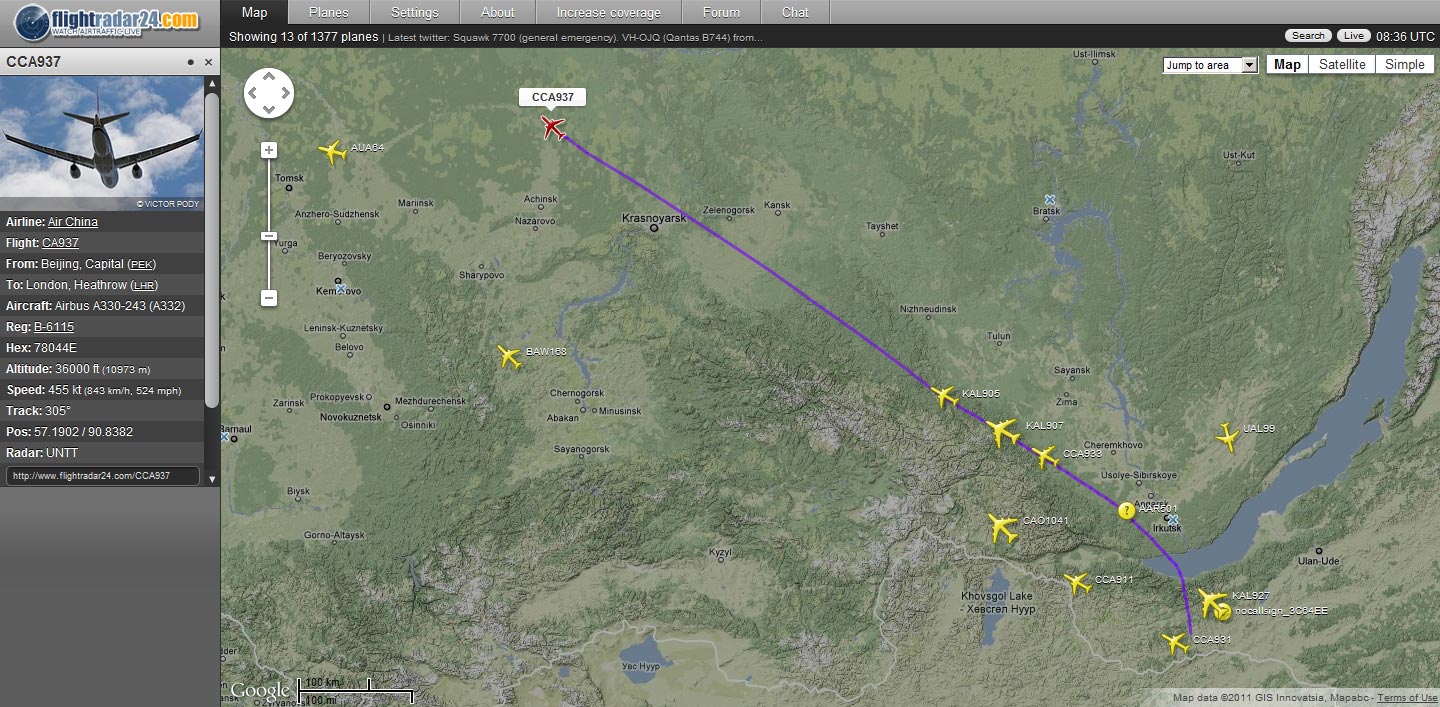 flightradar24.com
WATCH AIRTRAFFIC LIVE
Map Planes Settings About Increase coverage Forum Chat
Showing 13 of 1377 planes | Latest twitter: Squawk 7700 (general emergency). VH-OJQ (Qantas B744) from...
Search Live 08:36 UTC
CCA937
© VICTOR PODY
Airline: Air China
Flight: CA937
From: Beijing, Capital (PEK)
To: London, Heathrow (LHR)
Aircraft: Airbus A330-243 (A332)
Reg: B-6115
Hex: 78044E
Altitude: 36000 ft (10973 m)
Speed: 455 kt (843 km/h, 524 mph)
Track: 305°
Pos: 57.1902 / 90.8382
Radar: UNTT
http://www.flightradar24.com/CCA937
Jump to area
Map Satellite Simple
Ust-Ilimsk
CCA937
AUA64
Tomsk
Ust-Kut
Achinsk
Mariinsk
Bratsk
Kansk
Zelenogorsk
Anzhero-Sudzhensk
Krasnoyarsk
Nazarovo
Tayshet
Yurga
Beryozovsky
Sharypovo
Kemerovo
Nizhneudinsk
Leninsk-Kuznetsky
Tulun
Belovo
BAW168
Sayansk
Chernogorsk
KAL905
Prokopyevsk
Zarinsk
Mezhdurechensk
Zima
Minusinsk
Novokuznetsk
Abakan
Osinniki
KAL907
Barnaul
UAL99
Cheremkhovo
Sayanogorsk
CCA933
Usolye-Sibirskoye
Biysk
Angarsk
AAR501
CAO1041
Irkutsk
Gorno-Altaysk
Kyzyl
Ulan-Ude
CCA911
Khovsgol Lake
- Хөвсгөл Нуур
KAL927
nocallsign_3C64EE
CCA931
Увс Нуур
Google
100 km
100 mi
Map data ©2011 GIS Innovatsia, Mapabc - Terms of Use